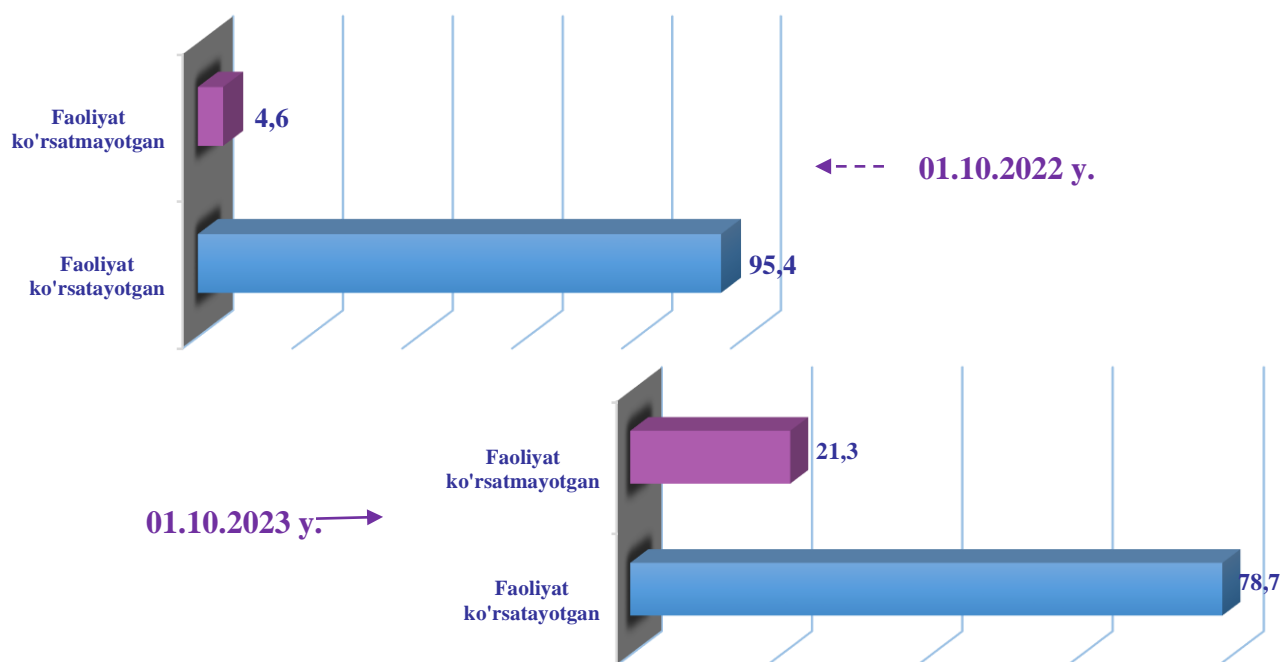 Faoliyat
ko'rsatmayotgan
4,6
01.10.2022 y.
Faoliyat
ko'rsatayotgan
95,4
Faoliyat
ko'rsatmayotgan
21,3
01.10.2023 y.
Faoliyat
ko'rsatayotgan
78,7